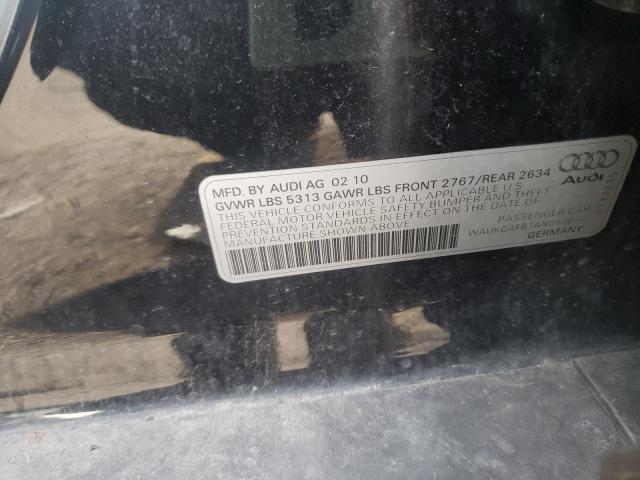 MFD. BY AUDI AG 02 10
GVWR LBS 5313 GAWR LBS FRONT 2767/REAR 2634
THIS VEHICLE CONFORMS TO ALL APPLICABLE U.S
FEDERAL MOTOR VEHICLE SAFETY, BUMPER AND THEFT
PREVENTION STANDARDS IN EFFECT ON THE DATE OF
MANUFACTURE SHOWN ABOVE
PASSENGER CAR
GERMANY
Audi